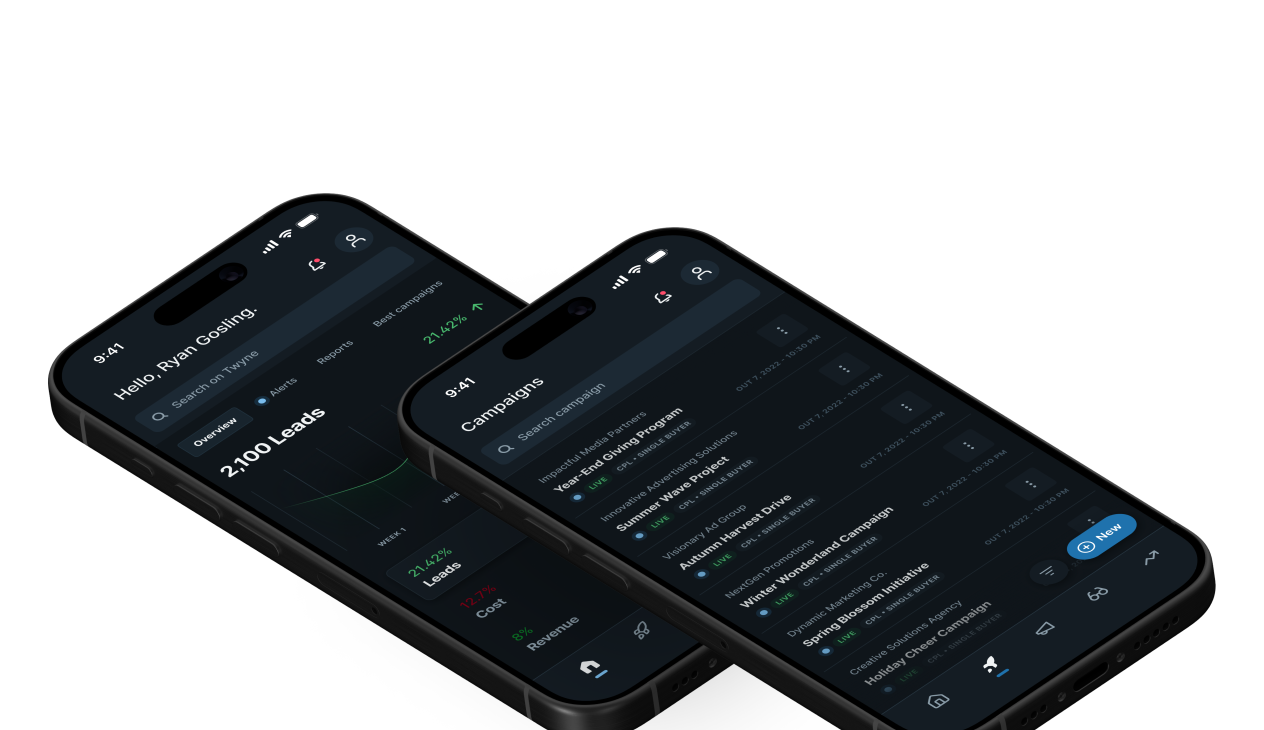 9:41
Hello, Ryan Gosling.
Search on Twyne
Overview
Alerts
Reports
Best campaigns
2,100 Leads
21.42%
WEEK 1
21.42%
Leads
12.7%
Cost
8%
Revenue
9:41
Campaigns
Search campaign
Impactful Media Partners
Year-End Giving Program
LIVE CPL • SINGLE BUYER
OUT 7, 2022 - 10:30 PM
Innovative Advertising Solutions
Summer Wave Project
LIVE CPL • SINGLE BUYER
OUT 7, 2022 - 10:30 PM
Visionary Ad Group
Autumn Harvest Drive
LIVE CPL • SINGLE BUYER
OUT 7, 2022 - 10:30 PM
NextGen Promotions
Winter Wonderland Campaign
LIVE CPL • SINGLE BUYER
OUT 7, 2022 - 10:30 PM
Dynamic Marketing Co.
Spring Blossom Initiative
LIVE CPL • SINGLE BUYER
OUT 7, 2022 - 10:30 PM
Creative Solutions Agency
Holiday Cheer Campaign
LIVE CPL • SINGLE BUYER
New